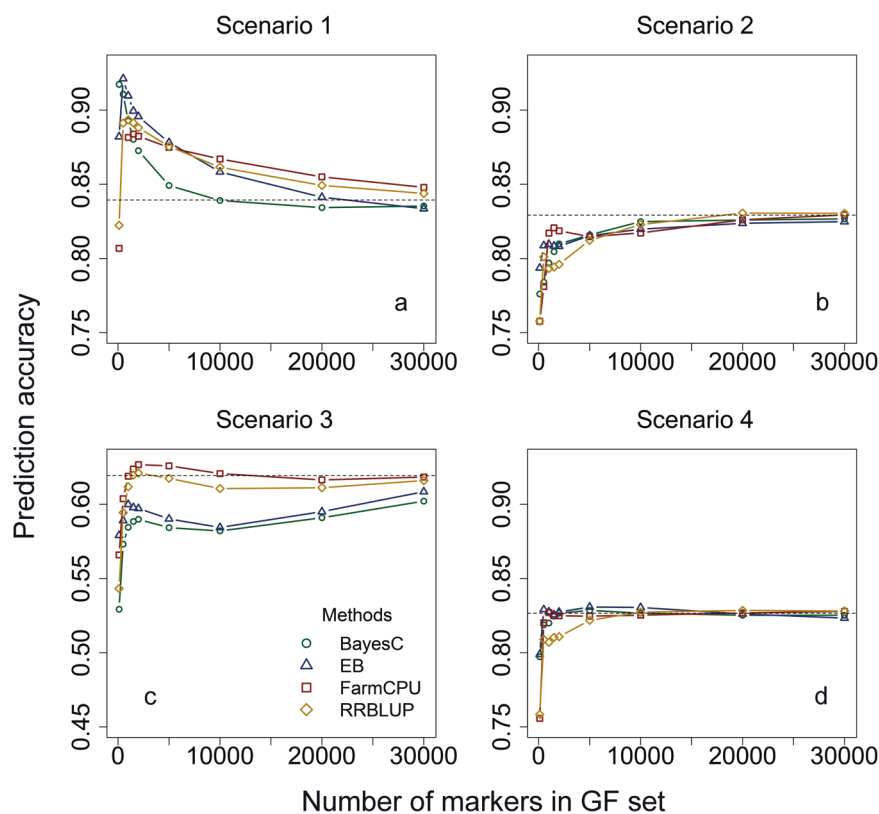 Scenario 1
Scenario 2
0.90
0.85
0.80
0.75
a
0 10000 20000 30000
0.90
0.85
0.80
0.75
b
0 10000 20000 30000
Prediction accuracy
Scenario 3
Scenario 4
0.60
0.55
0.50
0.45
Methods
BayesC
EB
FarmCPU
RRBLUP
c
0 10000 20000 30000
0.90
0.85
0.80
0.75
d
0 10000 20000 30000
Number of markers in GF set